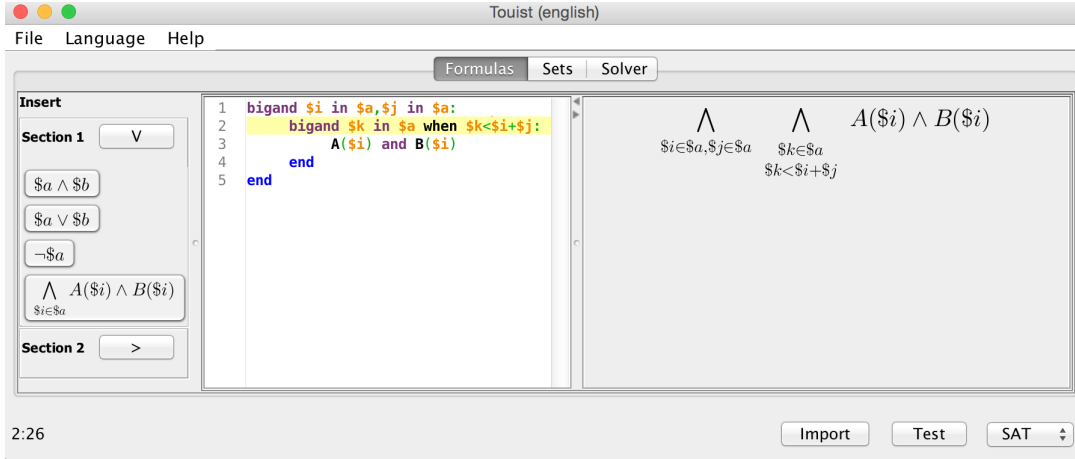 Touist (english)
File Language Help
Formulas Sets Solver
Insert
Section 1 V
$a ∧ $b
$a ∨ $b
¬$a
⋀ A($i) ∧ B($i)
$i∈$a
Section 2 >
1 bigand $i in $a,$j in $a:
2 bigand $k in $a when $k<$i+$j:
3 A($i) and B($i)
4 end
5 end
⋀ ⋀ A($i) ∧ B($i)
$i∈$a,$j∈$a $k∈$a
$k<$i+$j
2:26 Import Test SAT